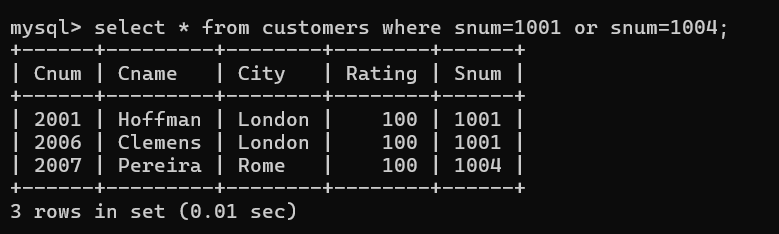 mysql> select * from customers where snum=1001 or snum=1004;
+------+---------+--------+--------+------+
| Cnum | Cname   | City   | Rating | Snum |
+------+---------+--------+--------+------+
| 2001 | Hoffman | London |    100 | 1001 |
| 2006 | Clemens | London |    100 | 1001 |
| 2007 | Pereira | Rome   |    100 | 1004 |
+------+---------+--------+--------+------+
3 rows in set (0.01 sec)